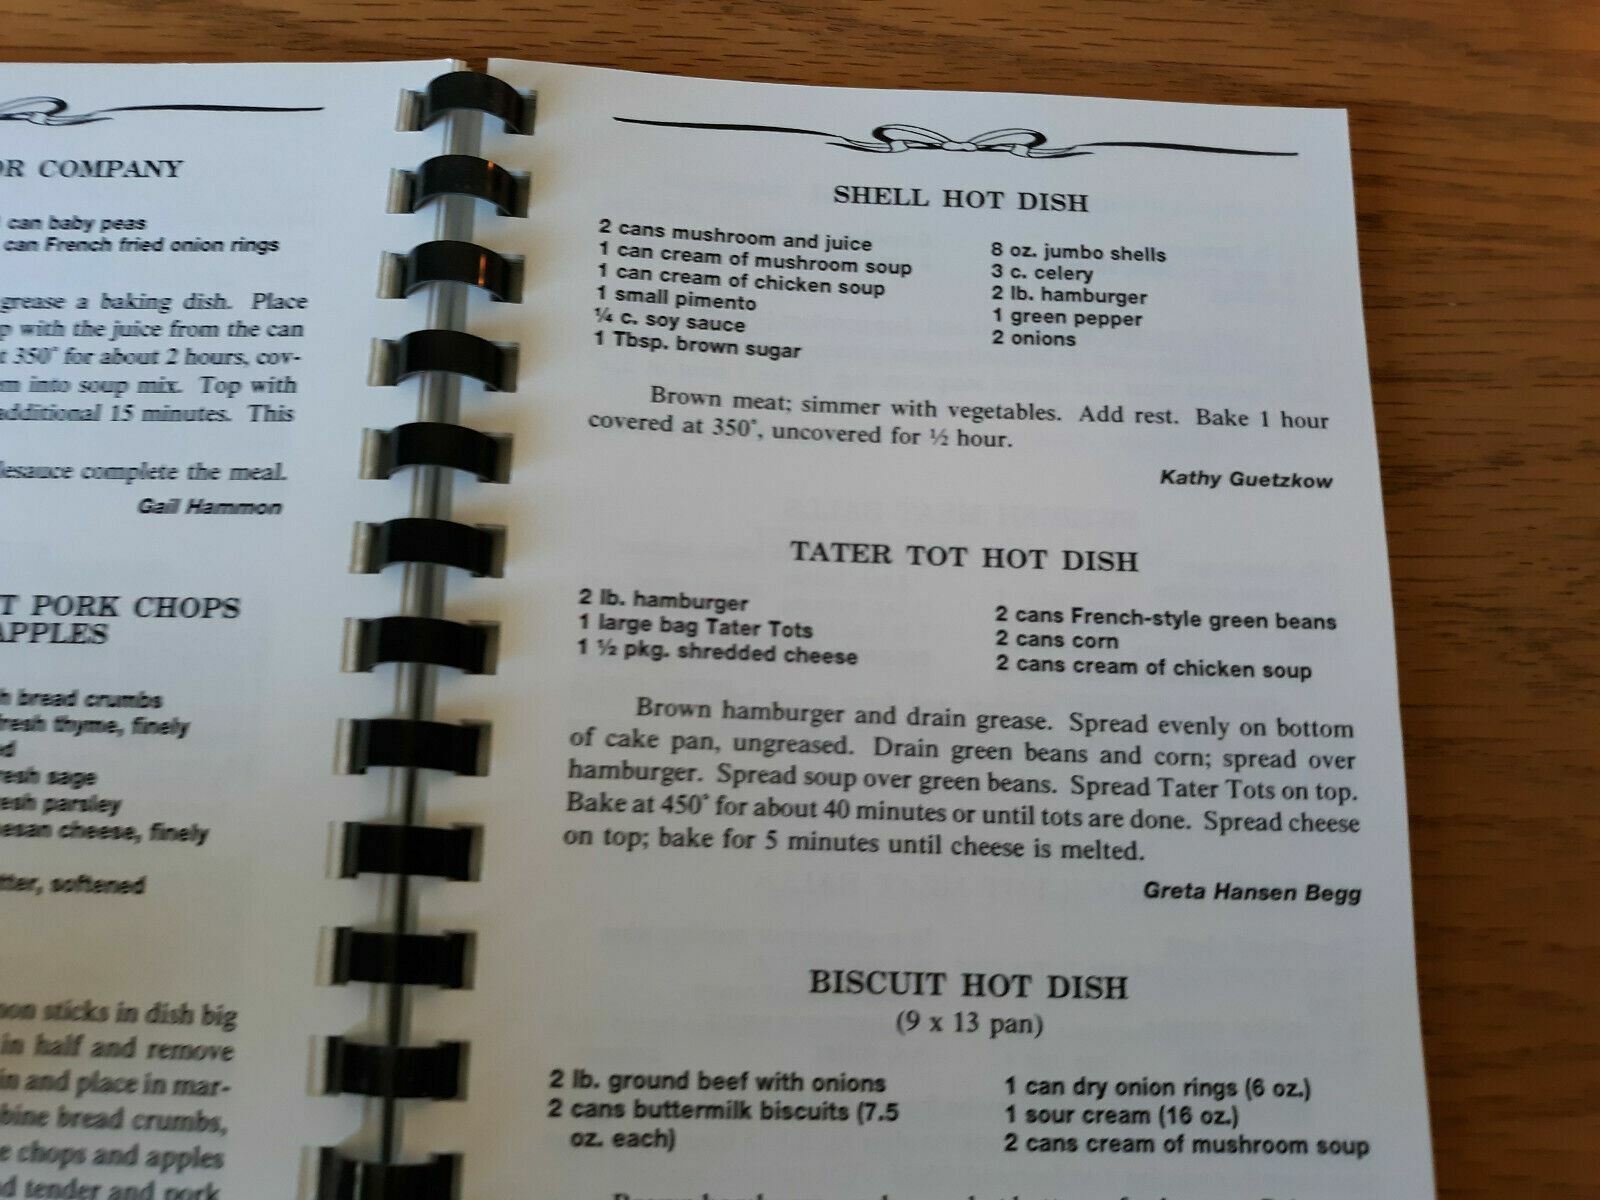 OR COMPANY
can baby peas
can French fried onion rings
grease a baking dish. Place
with the juice from the can
350° for about 2 hours, cov-
into soup mix. Top with
additional 15 minutes. This
complete the meal.
Gail Hammon
PORK CHOPS
APPLES
bread crumbs
fresh thyme, finely
fresh sage
fresh parsley
cheese, finely
softened
sticks in dish big
in half and remove
and place in mar-
bread crumbs,
chops and apples
tender and pork
SHELL HOT DISH
2 cans mushroom and juice
1 can cream of mushroom soup
1 can cream of chicken soup
1 small pimento
¼ c. soy sauce
1 Tbsp. brown sugar
8 oz. jumbo shells
3 c. celery
2 lb. hamburger
1 green pepper
2 onions
Brown meat; simmer with vegetables. Add rest. Bake 1 hour
covered at 350°, uncovered for ½ hour.
Kathy Guetzkow
TATER TOT HOT DISH
2 lb. hamburger
1 large bag Tater Tots
1 ½ pkg. shredded cheese
2 cans French-style green beans
2 cans corn
2 cans cream of chicken soup
Brown hamburger and drain grease. Spread evenly on bottom
of cake pan, ungreased. Drain green beans and corn; spread over
hamburger. Spread soup over green beans. Spread Tater Tots on top.
Bake at 450° for about 40 minutes or until tots are done. Spread cheese
on top; bake for 5 minutes until cheese is melted.
Greta Hansen Begg
BISCUIT HOT DISH
(9 x 13 pan)
2 lb. ground beef with onions
2 cans buttermilk biscuits (7.5
oz. each)
1 can dry onion rings (6 oz.)
1 sour cream (16 oz.)
2 cans cream of mushroom soup